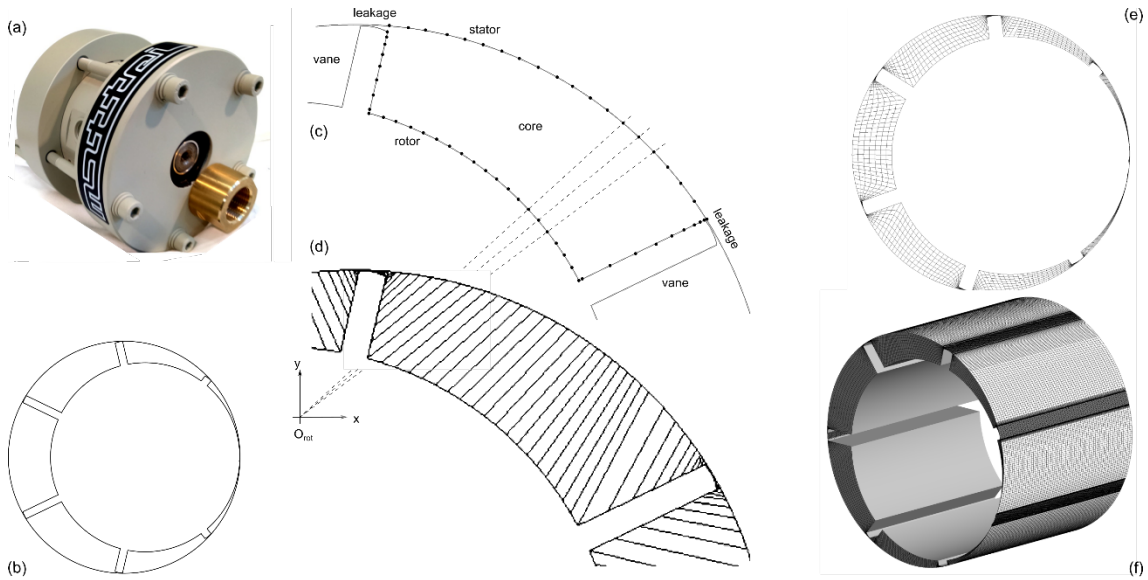 (a)
leakage
stator
(e)
vane
core
(c)
rotor
leakage
(d)
vane
y
x
O_rot
(b)
(f)